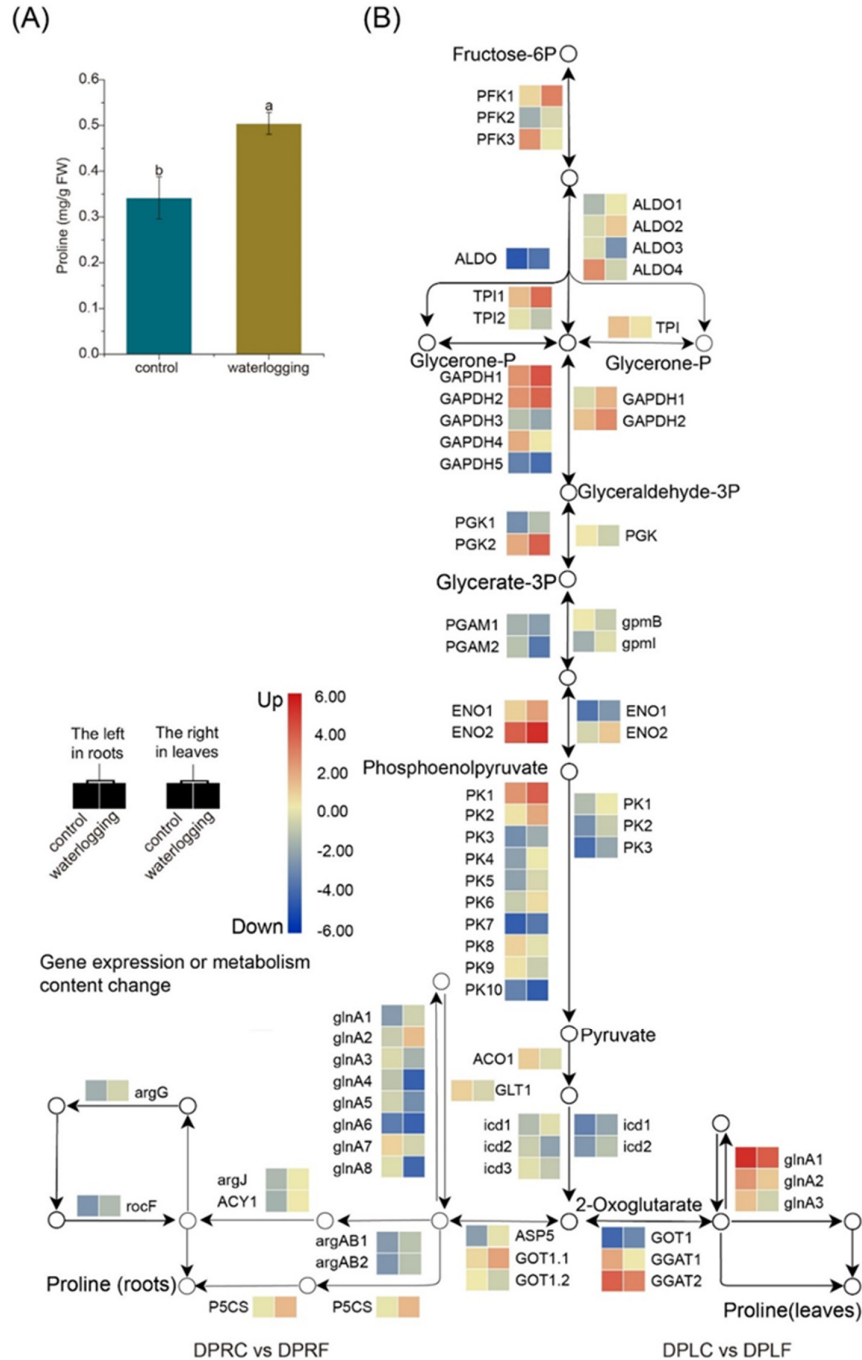 (A)
(B)
Proline (mg/g FW)
0.6
0.5
0.4
0.3
0.2
0.1
0.0
b
a
control
waterlogging
Fructose-6P
PFK1
PFK2
PFK3
ALDO1
ALDO2
ALDO3
ALDO4
ALDO
TPI1
TPI2
TPI
Glycerone-P
Glycerone-P
GAPDH1
GAPDH2
GAPDH3
GAPDH4
GAPDH5
GAPDH1
GAPDH2
Glyceraldehyde-3P
PGK1
PGK2
PGK
Glycerate-3P
PGAM1
PGAM2
gpmB
gpmI
ENO1
ENO2
ENO1
ENO2
Phosphoenolpyruvate
PK1
PK2
PK3
PK4
PK5
PK6
PK7
PK8
PK9
PK10
PK1
PK2
PK3
Pyruvate
The left
in roots
The right
in leaves
control
waterlogging
control
waterlogging
Up
Down
6.00
4.00
2.00
0.00
-2.00
-4.00
-6.00
Gene expression or metabolism
content change
glnA1
glnA2
glnA3
glnA4
glnA5
glnA6
glnA7
glnA8
ACO1
GLT1
icd1
icd2
icd3
icd1
icd2
argG
rocF
argJ
ACY1
argAB1
argAB2
2-Oxoglutarate
ASP5
GOT1.1
GOT1.2
GOT1
GGAT1
GGAT2
glnA1
glnA2
glnA3
Proline (roots)
P5CS
P5CS
Proline(leaves)
DPRC vs DPRF
DPLC vs DPLF